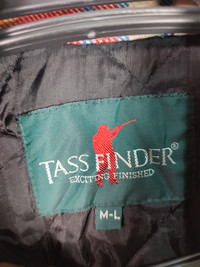 TASS FINDER®
EXCITING FINISHED
M-L